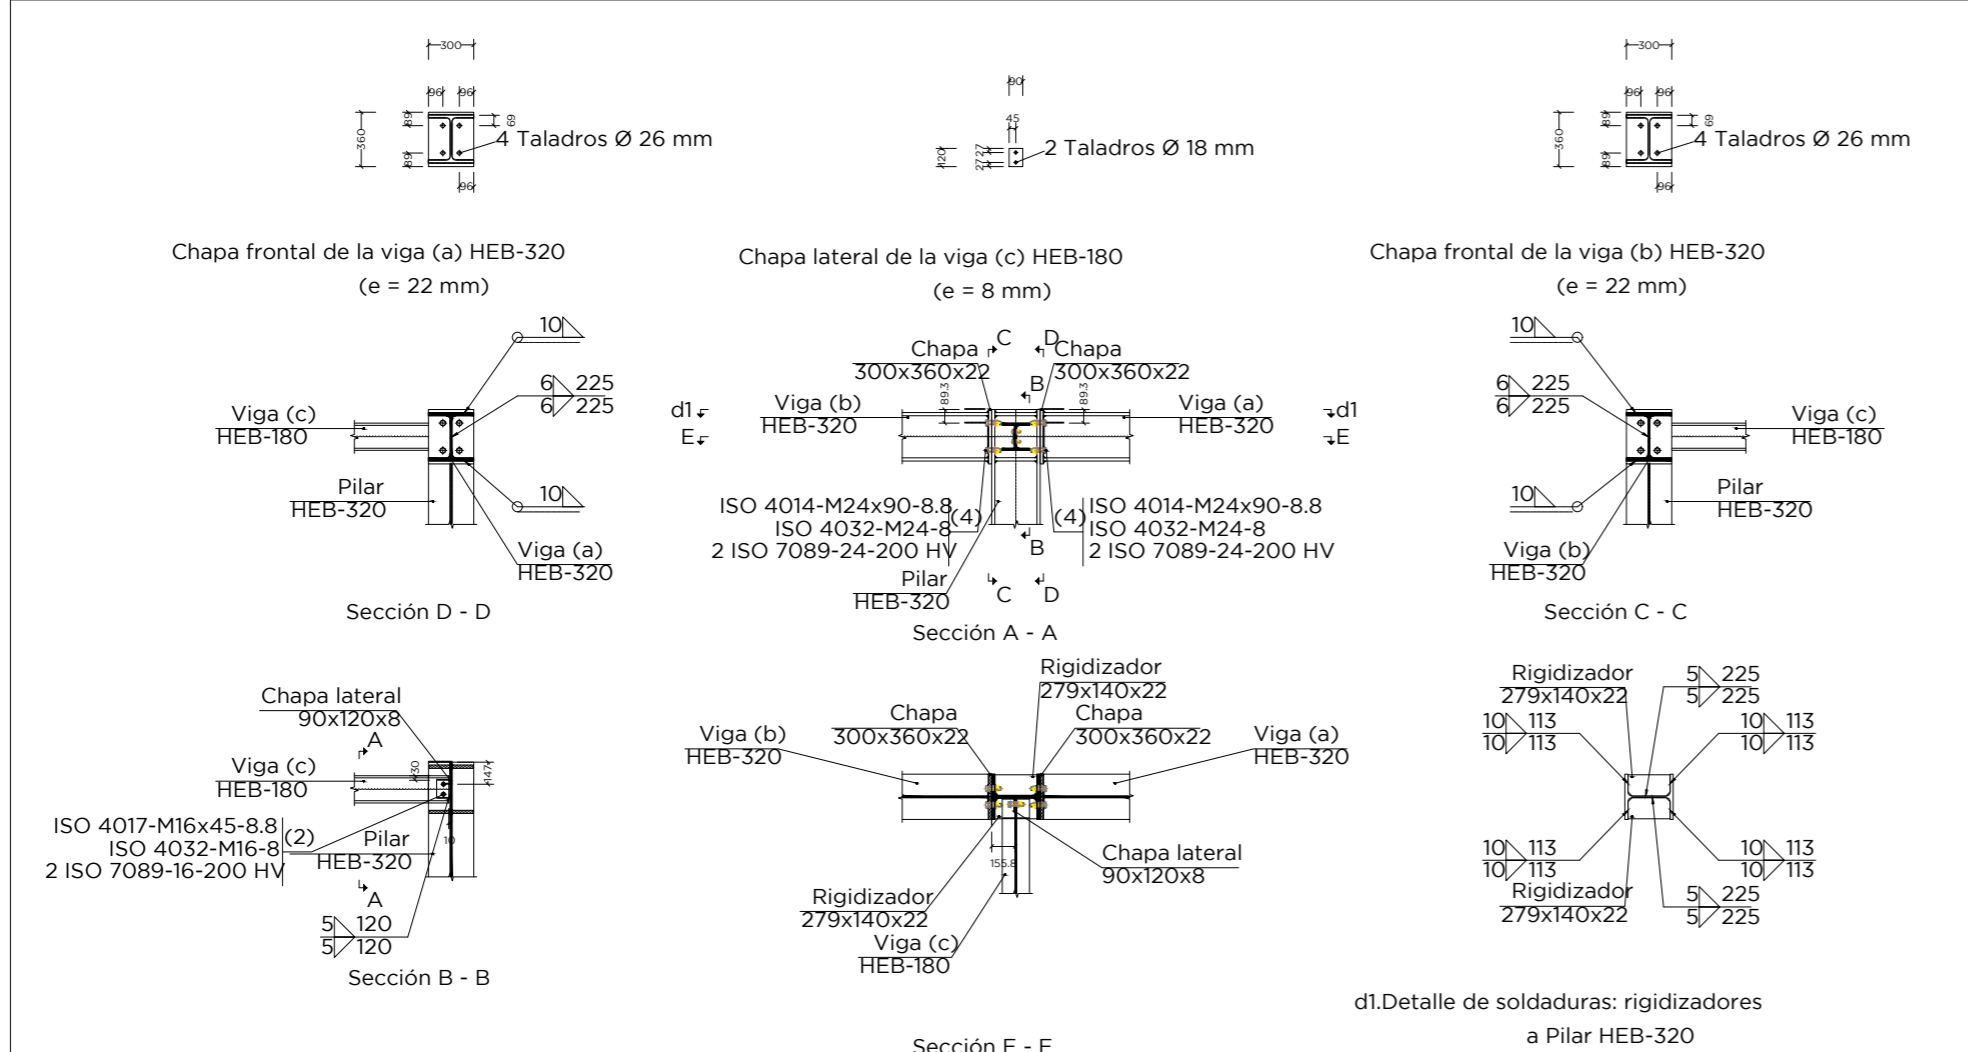 300
96
96
89
69
360
4 Taladros Ø 26 mm
89
96
Chapa frontal de la viga (a) HEB-320
(e = 22 mm)
90
45
120
27
27
2 Taladros Ø 18 mm
Chapa lateral de la viga (c) HEB-180
(e = 8 mm)
300
96
96
89
69
360
4 Taladros Ø 26 mm
89
96
Chapa frontal de la viga (b) HEB-320
(e = 22 mm)
10
6 225
6 225
Viga (c)
HEB-180
Pilar
HEB-320
10
Viga (a)
HEB-320
Sección D - D
C
D
Chapa
300x360x22
Chapa
300x360x22
B
89.3
89.3
d1
d1
Viga (b)
HEB-320
Viga (a)
HEB-320
E
E
ISO 4014-M24x90-8.8
ISO 4032-M24-8
2 ISO 7089-24-200 HV
(4)
(4)
ISO 4014-M24x90-8.8
ISO 4032-M24-8
2 ISO 7089-24-200 HV
B
Pilar
HEB-320
C
D
Sección A - A
10
6 225
6 225
Viga (c)
HEB-180
10
Pilar
HEB-320
Viga (b)
HEB-320
Sección C - C
Chapa lateral
90x120x8
A
Viga (c)
HEB-180
30
147
ISO 4017-M16x45-8.8
ISO 4032-M16-8
2 ISO 7089-16-200 HV
(2)
Pilar
HEB-320
10
A
5 120
5 120
Sección B - B
Rigidizador
279x140x22
Chapa
300x360x22
Chapa
300x360x22
Viga (b)
HEB-320
Viga (a)
HEB-320
155.8
Chapa lateral
90x120x8
Rigidizador
279x140x22
Viga (c)
HEB-180
Sección E - E
Rigidizador
279x140x22
5 225
5 225
10 113
10 113
10 113
10 113
10 113
10 113
10 113
10 113
Rigidizador
279x140x22
5 225
5 225
d1.Detalle de soldaduras: rigidizadores
a Pilar HEB-320